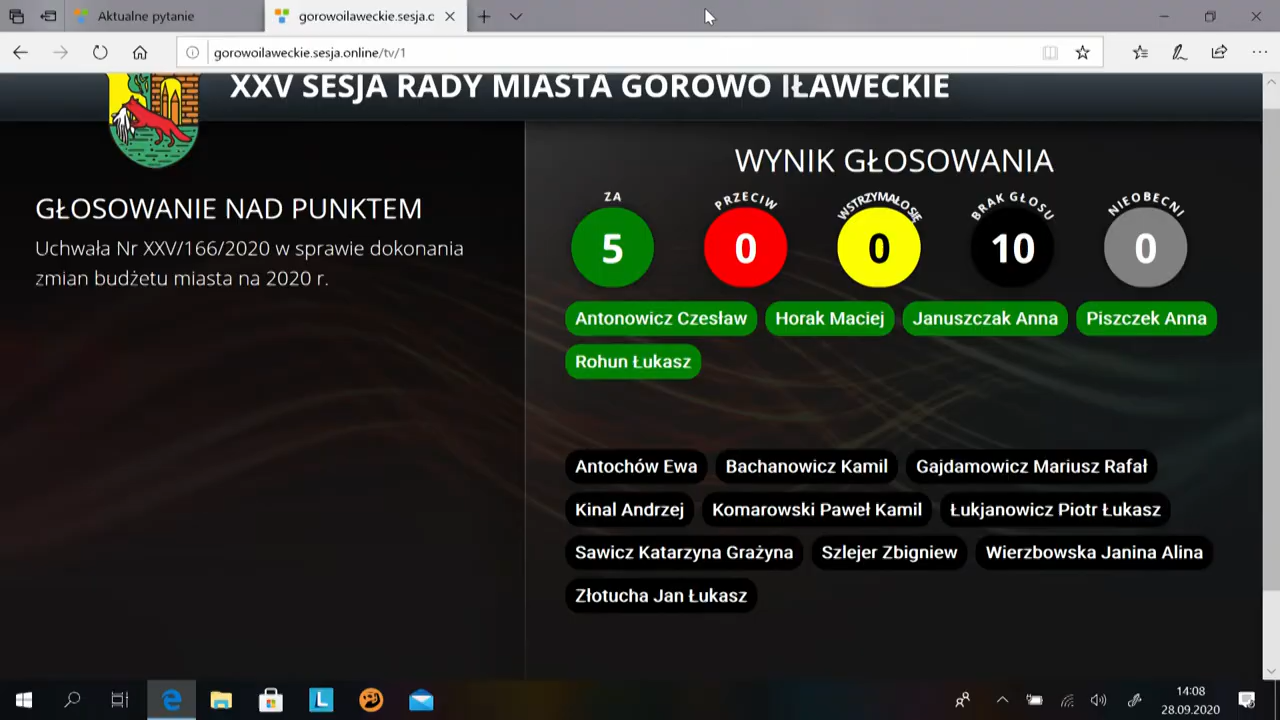 Aktualne pytanie
gorowoilaweckie.sesja.c
gorowoilaweckie.sesja.online/tv/1
XXV SESJA RADY MIASTA GOROWO IŁAWECKIE
GŁOSOWANIE NAD PUNKTEM
Uchwała Nr XXV/166/2020 w sprawie dokonania
zmian budżetu miasta na 2020 r.
WYNIK GŁOSOWANIA
ZA PRZECIW WSTRZYMAŁO SIĘ BRAK GŁOSU NIEOBECNI
5 0 0 10 0
Antonowicz Czesław Horak Maciej Januszczak Anna Piszczek Anna
Rohun Łukasz
Antochów Ewa Bachanowicz Kamil Gajdamowicz Mariusz Rafał
Kinal Andrzej Komarowski Paweł Kamil Łukjanowicz Piotr Łukasz
Sawicz Katarzyna Grażyna Szlejer Zbigniew Wierzbowska Janina Alina
Złotucha Jan Łukasz
L
14:08
28.09.2020